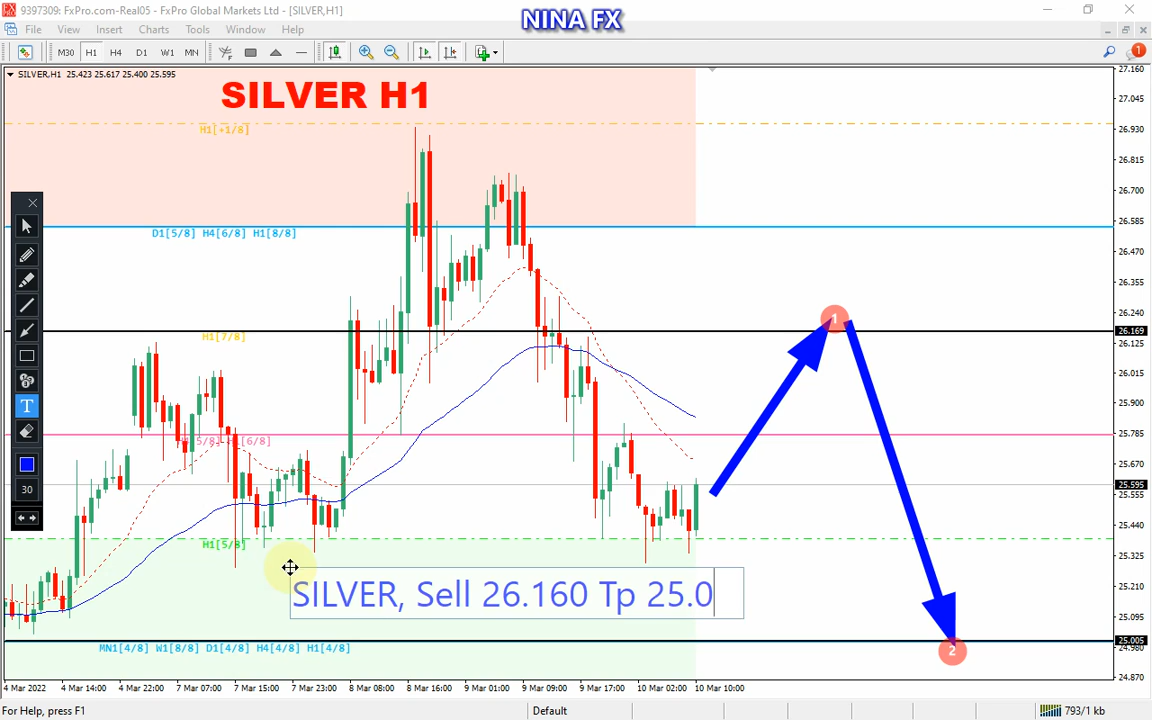 9397309: FxPro.com-Real05 - FxPro Global Markets Ltd - [SILVER,H1]
NINA FX
File View Insert Charts Tools Window Help
M30 H1 H4 D1 W1 MN
1
SILVER,H1 25.423 25.617 25.400 25.595
SILVER H1
27.160
27.045
H1[+1/8]
26.930
26.815
26.700
26.585
D1[5/8] H4[6/8] H1[8/8]
26.470
26.355
26.240
1
26.169
H1[7/8]
26.125
26.015
25.900
25.785
5/8] [6/8]
25.670
25.595
25.555
30
25.440
H1[5/8]
25.325
SILVER, Sell 26.160 Tp 25.0
25.210
25.095
25.005
MN1[4/8] W1[8/8] D1[4/8] H4[4/8] H1[4/8]
2
24.980
24.870
4 Mar 2022 4 Mar 14:00 4 Mar 22:00 7 Mar 07:00 7 Mar 15:00 7 Mar 23:00 8 Mar 08:00 8 Mar 16:00 9 Mar 01:00 9 Mar 09:00 9 Mar 17:00 10 Mar 02:00 10 Mar 10:00
For Help, press F1
Default
793/1 kb